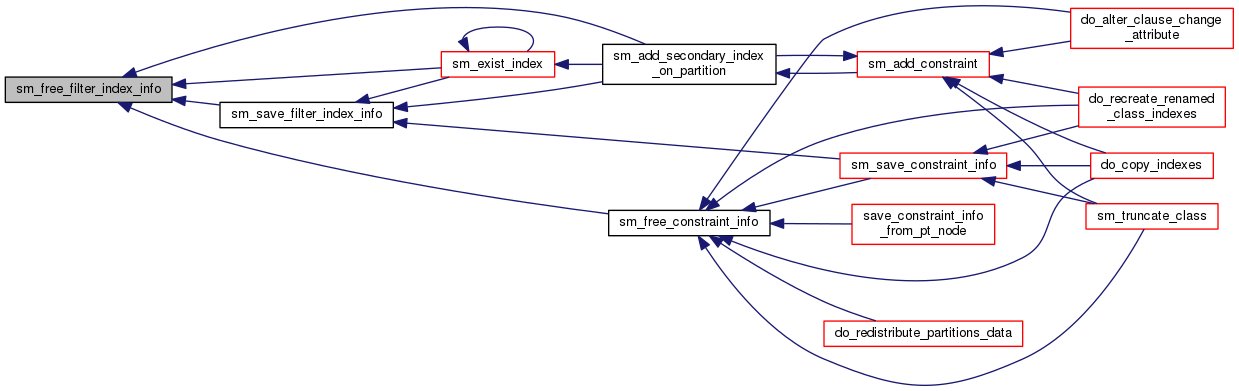 sm_free_filter_index_info
sm_exist_index
sm_save_filter_index_info
sm_add_secondary_index
_on_partition
sm_add_constraint
sm_save_constraint_info
sm_free_constraint_info
save_constraint_info
_from_pt_node
do_redistribute_partitions_data
do_alter_clause_change
_attribute
do_recreate_renamed
_class_indexes
do_copy_indexes
sm_truncate_class